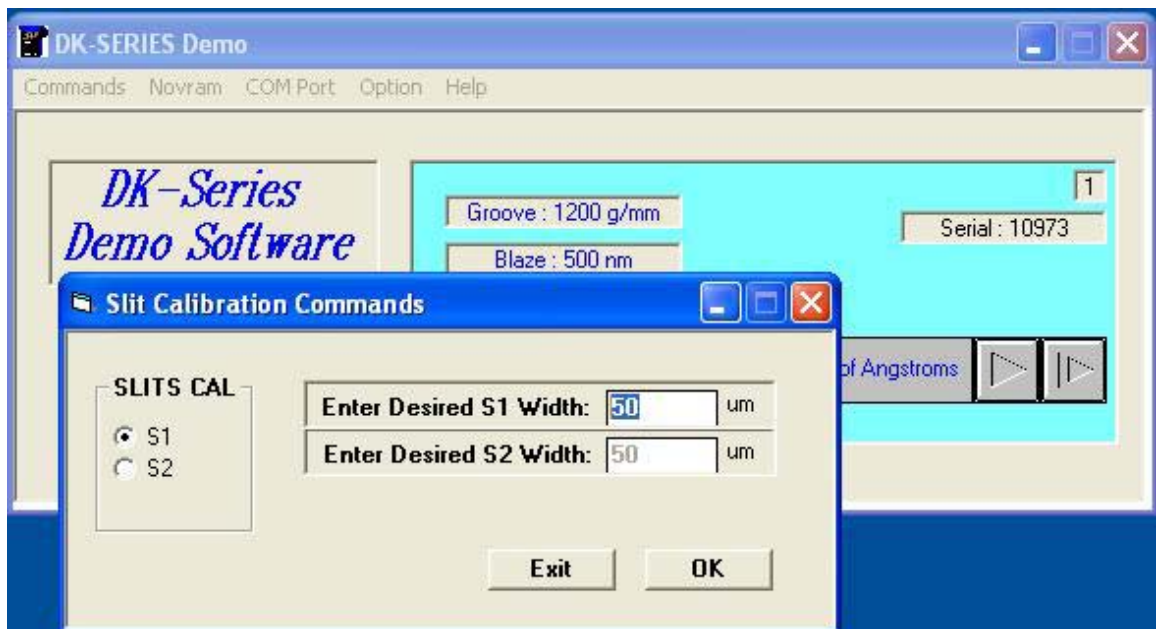 DK-SERIES Demo
Commands Novram COM Port Option Help
DK-Series
Demo Software
1
Groove : 1200 g/mm
Serial : 10973
Blaze : 500 nm
Slit Calibration Commands
of Angstroms
SLITS CAL
S1
S2
Enter Desired S1 Width: 50 um
Enter Desired S2 Width: 50 um
Exit OK